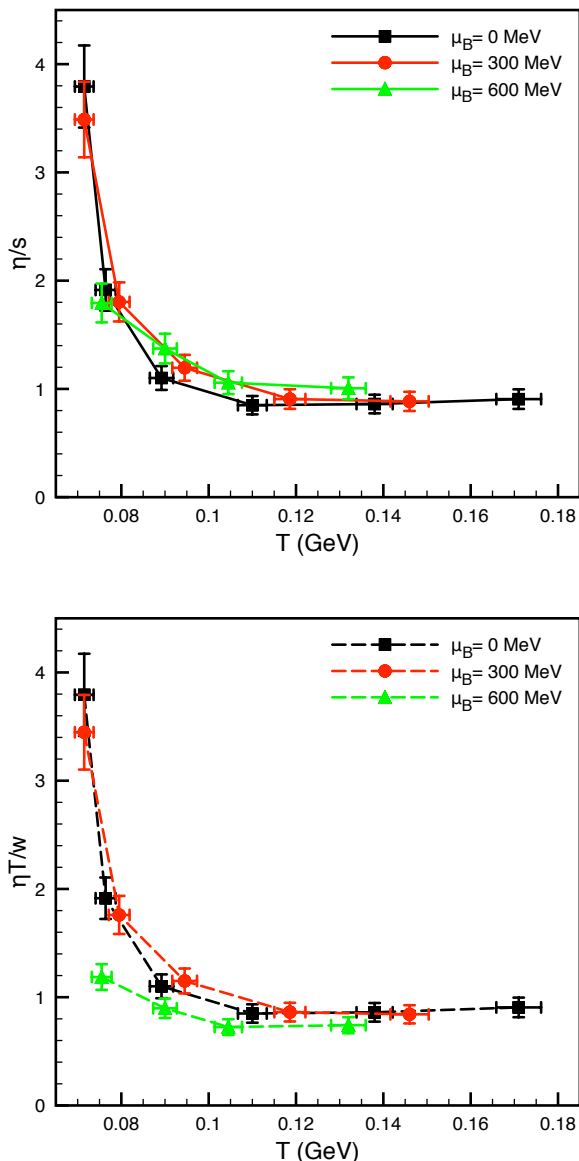 μB= 0 MeV
μB= 300 MeV
μB= 600 MeV
4
3
2
1
0
η/s
0.08 0.1 0.12 0.14 0.16 0.18
T (GeV)
μB= 0 MeV
μB= 300 MeV
μB= 600 MeV
4
3
2
1
0
ηT/w
0.08 0.1 0.12 0.14 0.16 0.18
T (GeV)